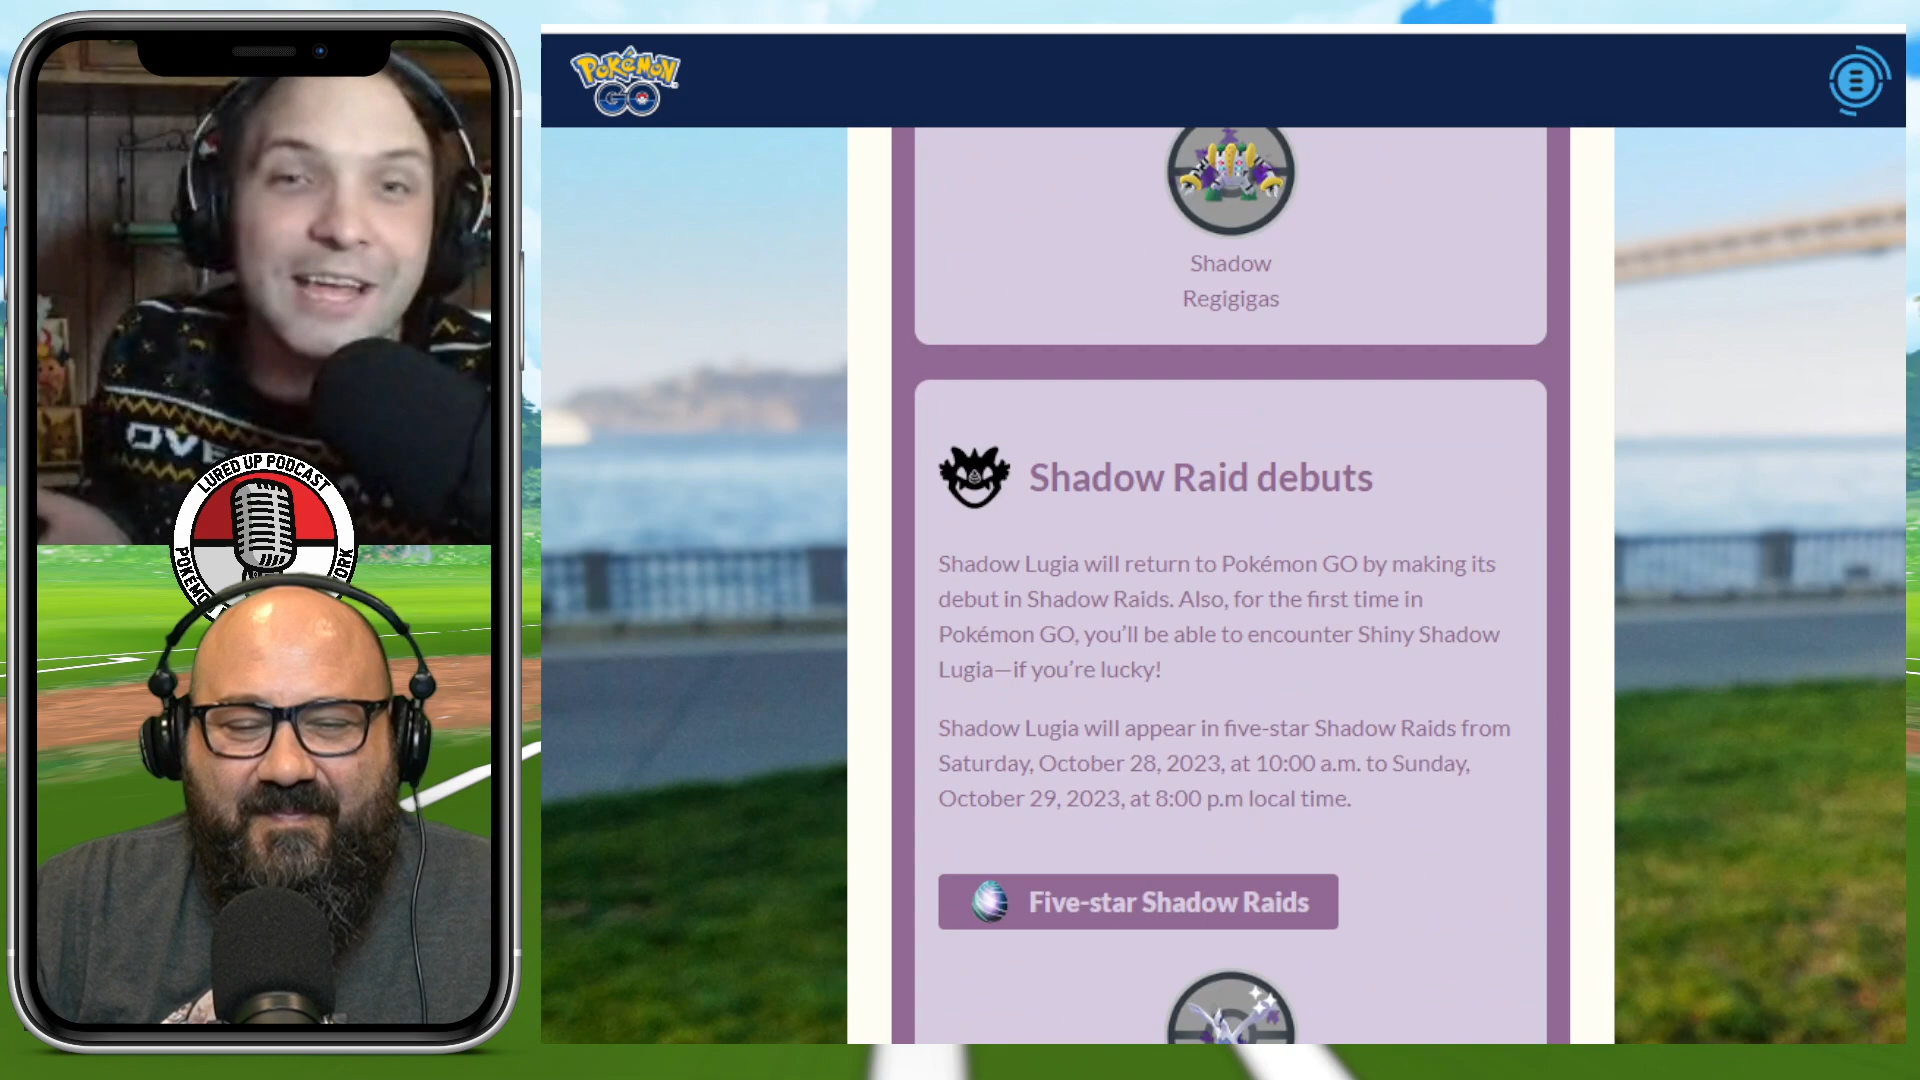 OVE
LURED UP PODCAST
POKÉMO
ORK
POKÉMON
GO
Shadow
Regigigas
Shadow Raid debuts
Shadow Lugia will return to Pokémon GO by making its
debut in Shadow Raids. Also, for the first time in
Pokémon GO, you’ll be able to encounter Shiny Shadow
Lugia—if you’re lucky!
Shadow Lugia will appear in five-star Shadow Raids from
Saturday, October 28, 2023, at 10:00 a.m. to Sunday,
October 29, 2023, at 8:00 p.m local time.
Five-star Shadow Raids